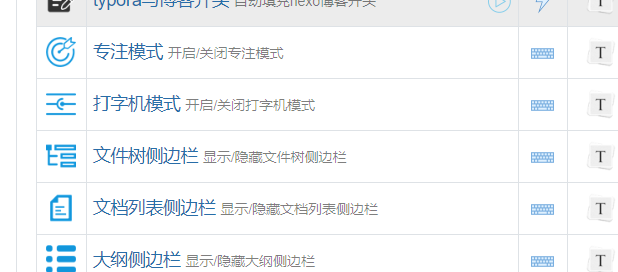 typora写博客开头 自动填充hexo博客开头
专注模式 开启/关闭专注模式 T
打字机模式 开启/关闭打字机模式 T
文件树侧边栏 显示/隐藏文件树侧边栏 T
文档列表侧边栏 显示/隐藏文档列表侧边栏 T
大纲侧边栏 显示/隐藏大纲侧边栏 T